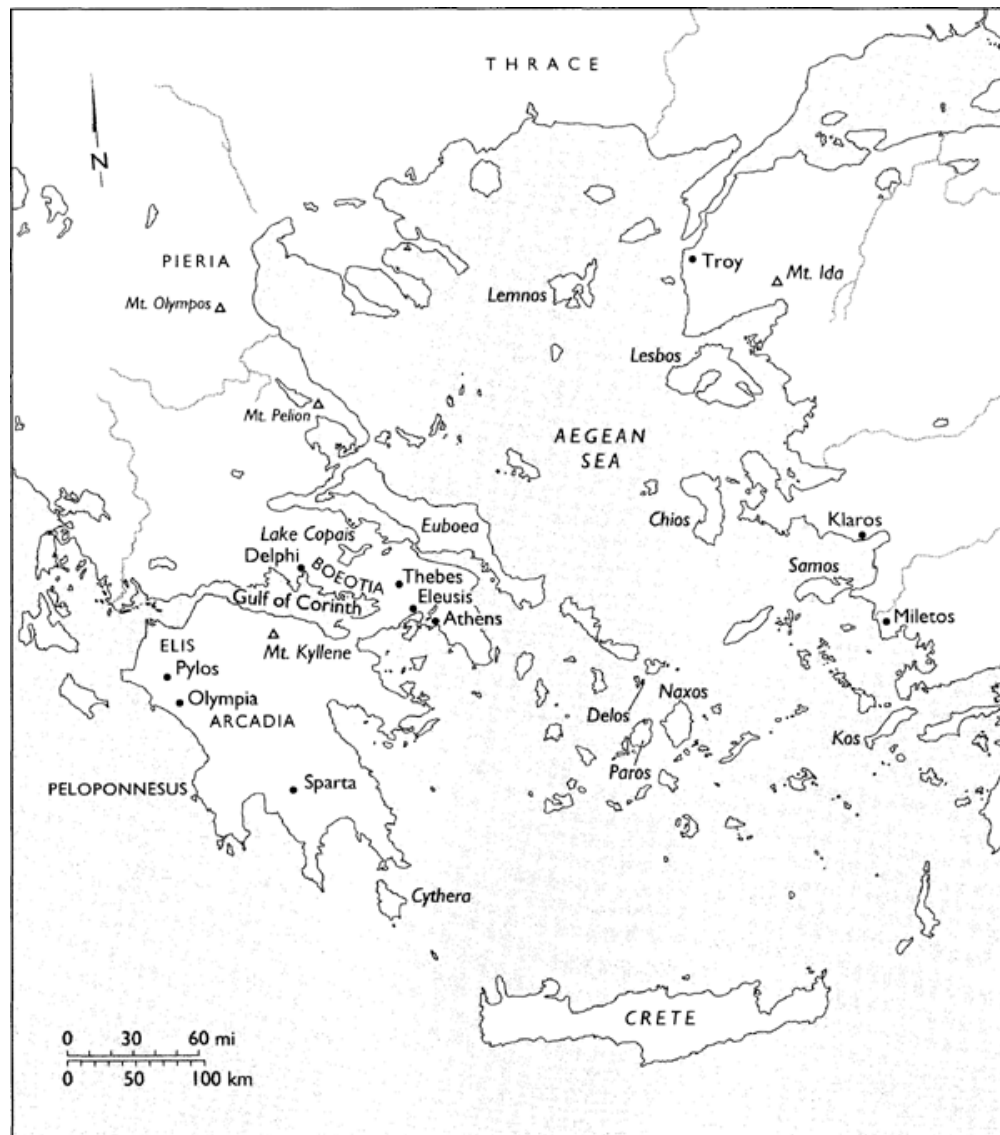 THRACE
N
PIERIA
Mt. Olympos
Troy
Mt. Ida
Lemnos
Lesbos
Mt. Pelion
AEGEAN
SEA
Euboea
Chios
Klaros
Lake Copais
Delphi
BOEOTIA
Thebes
Samos
Gulf of Corinth
Eleusis
Athens
Miletos
Mt. Kyllene
ELIS
Pylos
Olympia
ARCADIA
Naxos
Delos
Kos
Paros
PELOPONNESUS
Sparta
Cythera
CRETE
0 30 60 mi
0 50 100 km